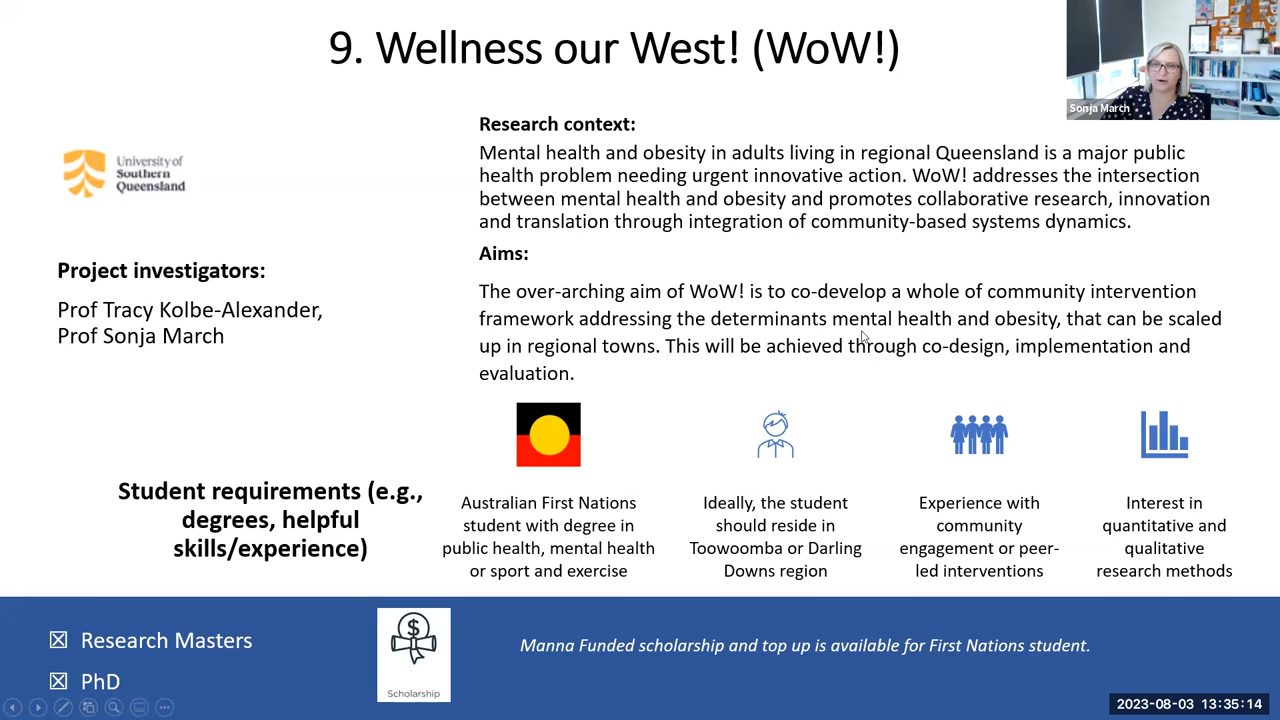 9. Wellness our West! (WoW!)
Sonja March
University of
Southern
Queensland
Project investigators:
Prof Tracy Kolbe-Alexander,
Prof Sonja March
Research context:
Mental health and obesity in adults living in regional Queensland is a major public
health problem needing urgent innovative action. WoW! addresses the intersection
between mental health and obesity and promotes collaborative research, innovation
and translation through integration of community-based systems dynamics.
Aims:
The over-arching aim of WoW! is to co-develop a whole of community intervention
framework addressing the determinants mental health and obesity, that can be scaled
up in regional towns. This will be achieved through co-design, implementation and
evaluation.
Student requirements (e.g.,
degrees, helpful
skills/experience)
Australian First Nations
student with degree in
public health, mental health
or sport and exercise
Ideally, the student
should reside in
Toowoomba or Darling
Downs region
Experience with
community
engagement or peer-
led interventions
Interest in
quantitative and
qualitative
research methods
Research Masters
PhD
Scholarship
Manna Funded scholarship and top up is available for First Nations student.
2023-08-03 13:35:14